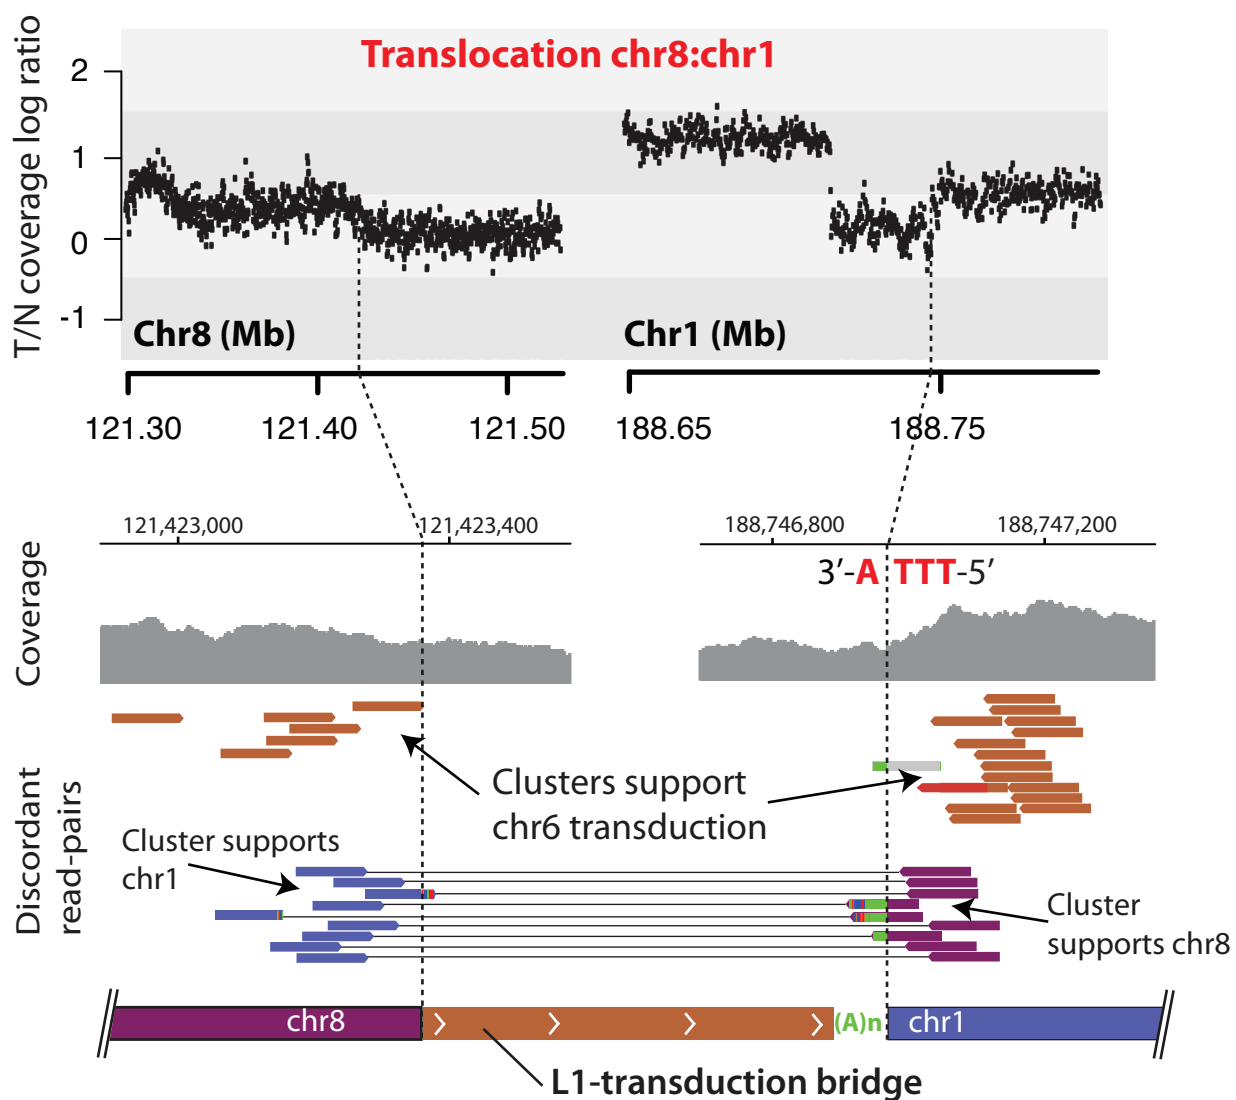 Translocation chr8:chr1
T/N coverage log ratio
2
1
0
-1
Chr8 (Mb)
Chr1 (Mb)
121.30
121.40
121.50
188.65
188.75
121,423,000
121,423,400
188,746,800
188,747,200
3′-A TTT-5′
Coverage
Discordant
read-pairs
Clusters support
chr6 transduction
Cluster supports
chr1
Cluster
supports chr8
chr8
(A)n
chr1
L1-transduction bridge